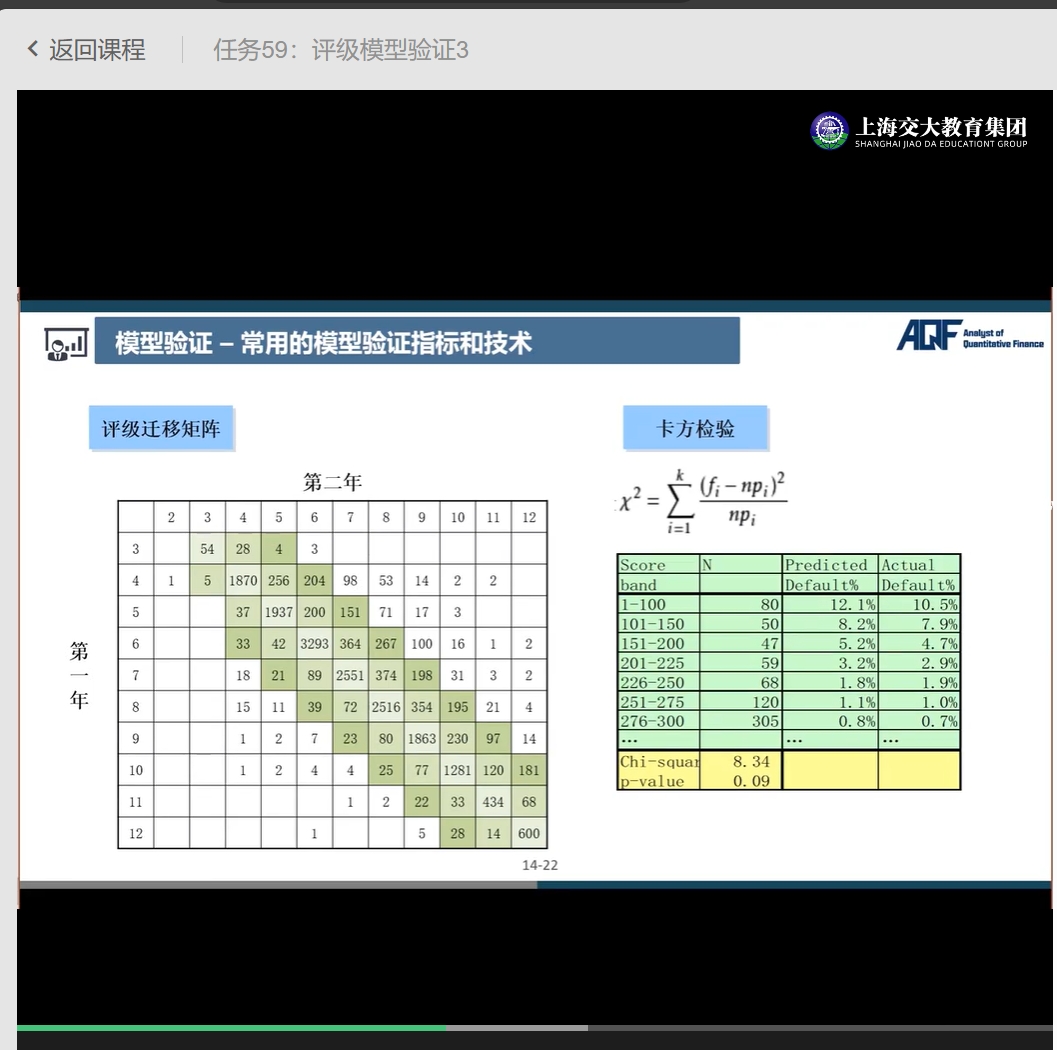 返回课程 任务59：评级模型验证3
上海交大教育集团
SHANGHAI JIAO DA EDUCATIONT GROUP
模型验证 – 常用的模型验证指标和技术
AQF Analyst of
Quantitative Finance
评级迁移矩阵
第二年
第一年
2 3 4 5 6 7 8 9 10 11 12
3 54 28 4 3
4 1 5 1870 256 204 98 53 14 2 2
5 37 1937 200 151 71 17 3
6 33 42 3293 364 267 100 16 1 2
7 18 21 89 2551 374 198 31 3 2
8 15 11 39 72 2516 354 195 21 4
9 1 2 7 23 80 1863 230 97 14
10 1 2 4 4 25 77 1281 120 181
11 1 2 22 33 434 68
12 1 5 28 14 600
卡方检验
χ² = ∑ᵢ₌₁ᵏ (fᵢ − npᵢ)² / npᵢ
Score N Predicted Actual
band Default% Default%
1-100 80 12.1% 10.5%
101-150 50 8.2% 7.9%
151-200 47 5.2% 4.7%
201-225 59 3.2% 2.9%
226-250 68 1.8% 1.9%
251-275 120 1.1% 1.0%
276-300 305 0.8% 0.7%
... ... ...
Chi-squar 8.34
p-value 0.09
14-22